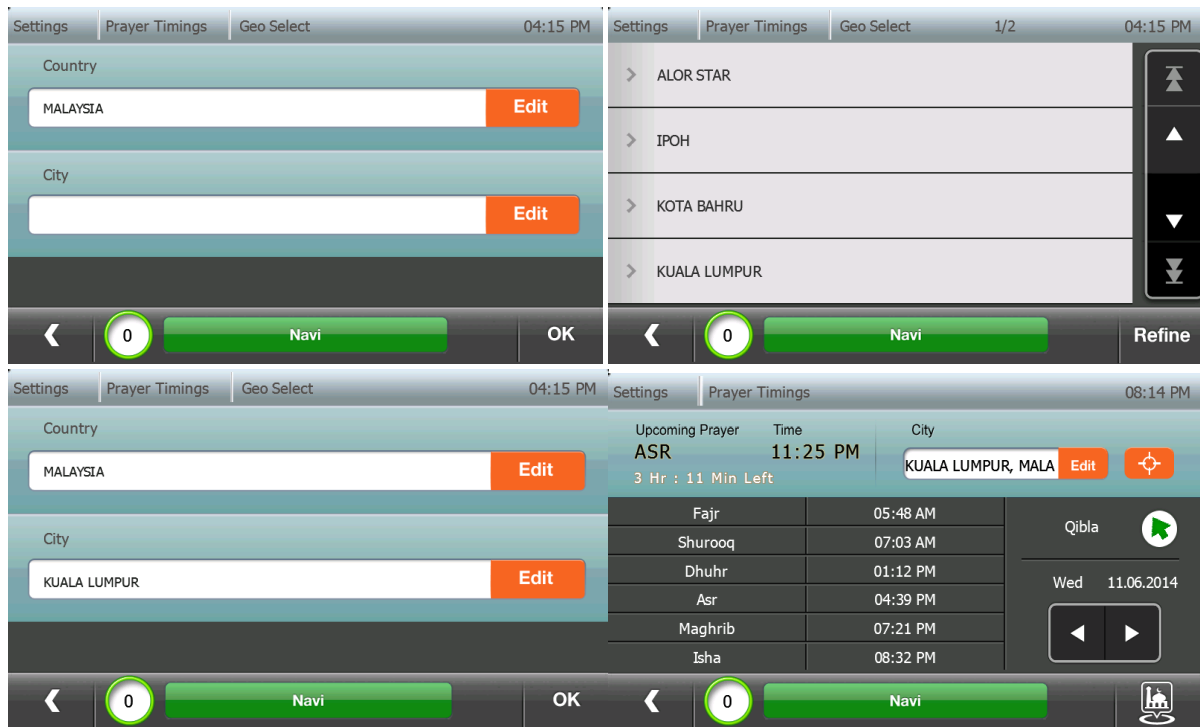 Settings Prayer Timings Geo Select 04:15 PM
Country
MALAYSIA Edit
City
Edit
0 Navi OK
Settings Prayer Timings Geo Select 1/2 04:15 PM
ALOR STAR
IPOH
KOTA BAHRU
KUALA LUMPUR
0 Navi Refine
Settings Prayer Timings Geo Select 04:15 PM
Country
MALAYSIA Edit
City
KUALA LUMPUR Edit
0 Navi OK
Settings Prayer Timings 08:14 PM
Upcoming Prayer Time City
ASR 11:25 PM KUALA LUMPUR, MALA Edit
3 Hr : 11 Min Left
Fajr 05:48 AM
Shurooq 07:03 AM
Dhuhr 01:12 PM
Asr 04:39 PM
Maghrib 07:21 PM
Isha 08:32 PM
Qibla
Wed 11.06.2014
0 Navi